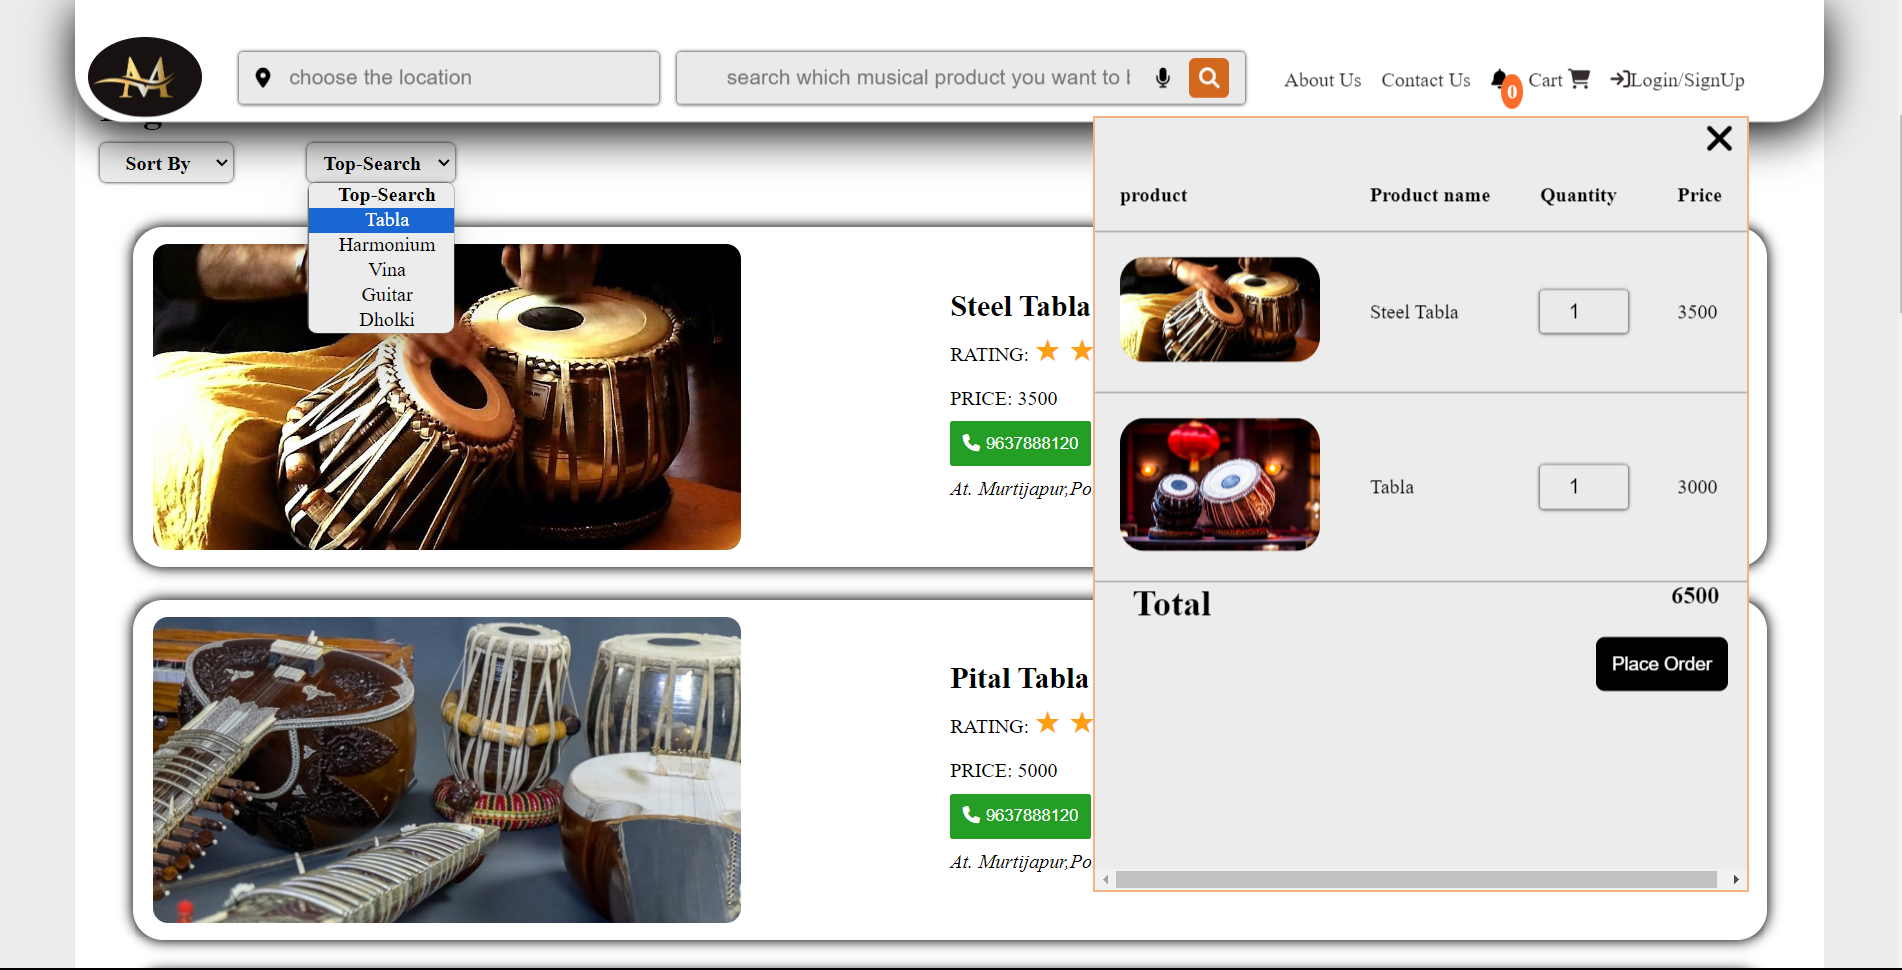 choose the location
search which musical product you want to
About Us
Contact Us
0
Cart
Login/SignUp
Sort By
Top-Search
Top-Search
Tabla
Harmonium
Vina
Guitar
Dholki
Steel Tabla
RATING: ★ ★
PRICE: 3500
9637888120
At. Murtijapur,Po.
Pital Tabla
RATING: ★ ★
PRICE: 5000
9637888120
At. Murtijapur,Po.
product Product name Quantity Price
Steel Tabla 1 3500
Tabla 1 3000
Total 6500
Place Order